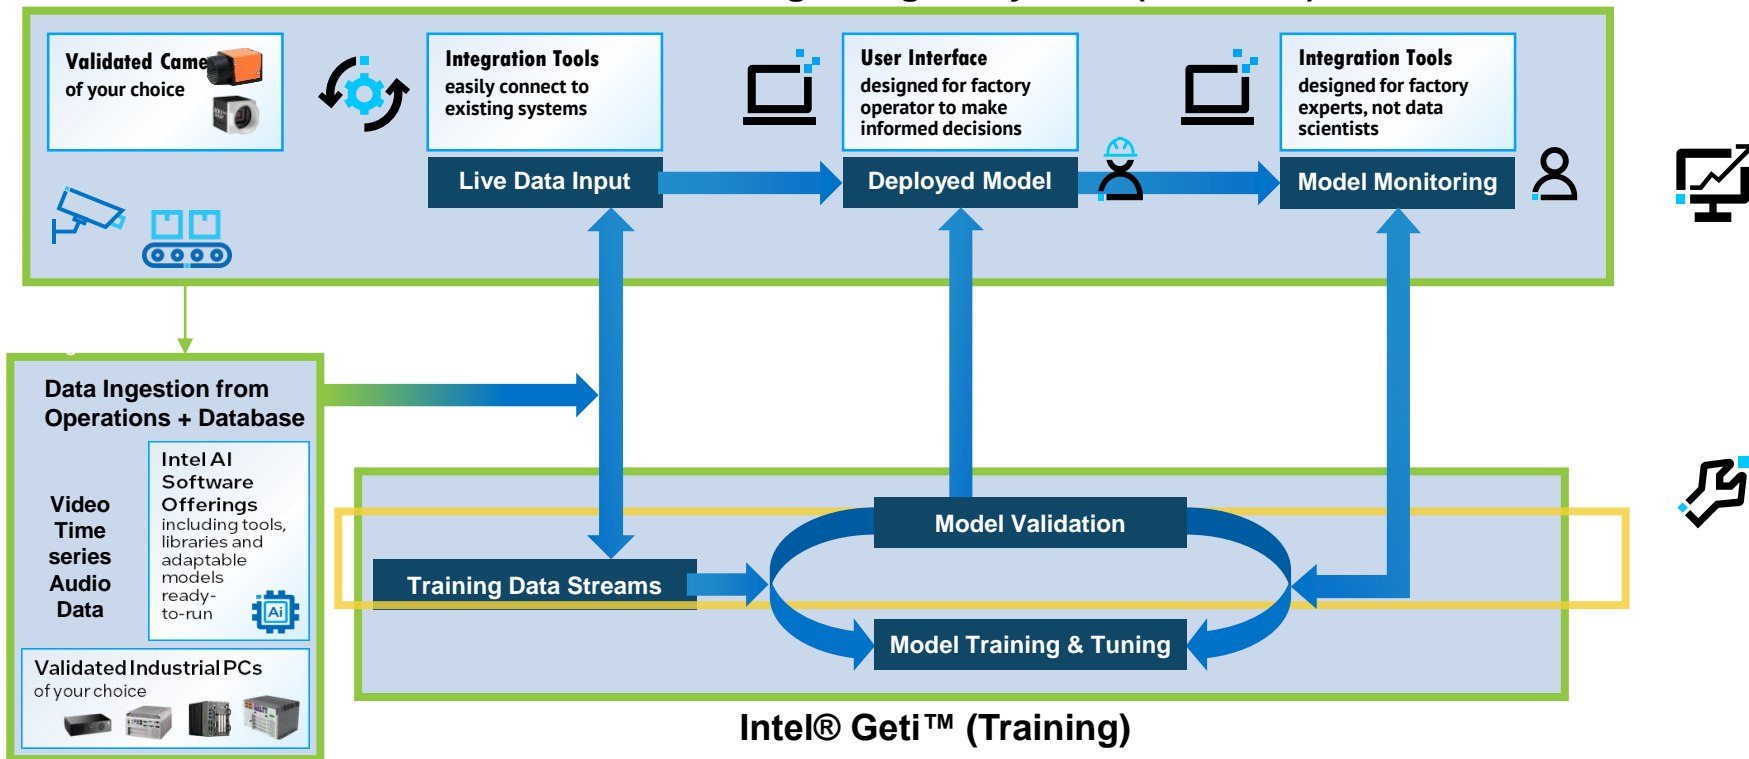 Validated Came
of your choice
Integration Tools
easily connect to
existing systems
User Interface
designed for factory
operator to make
informed decisions
Integration Tools
designed for factory
experts, not data
scientists
Live Data Input
Deployed Model
Model Monitoring
Data Ingestion from
Operations + Database
Video
Time
series
Audio
Data
Intel AI
Software
Offerings
including tools,
libraries and
adaptable
models
ready-
to-run
Ai
Validated Industrial PCs
of your choice
Model Validation
Training Data Streams
Model Training & Tuning
Intel® Geti™ (Training)